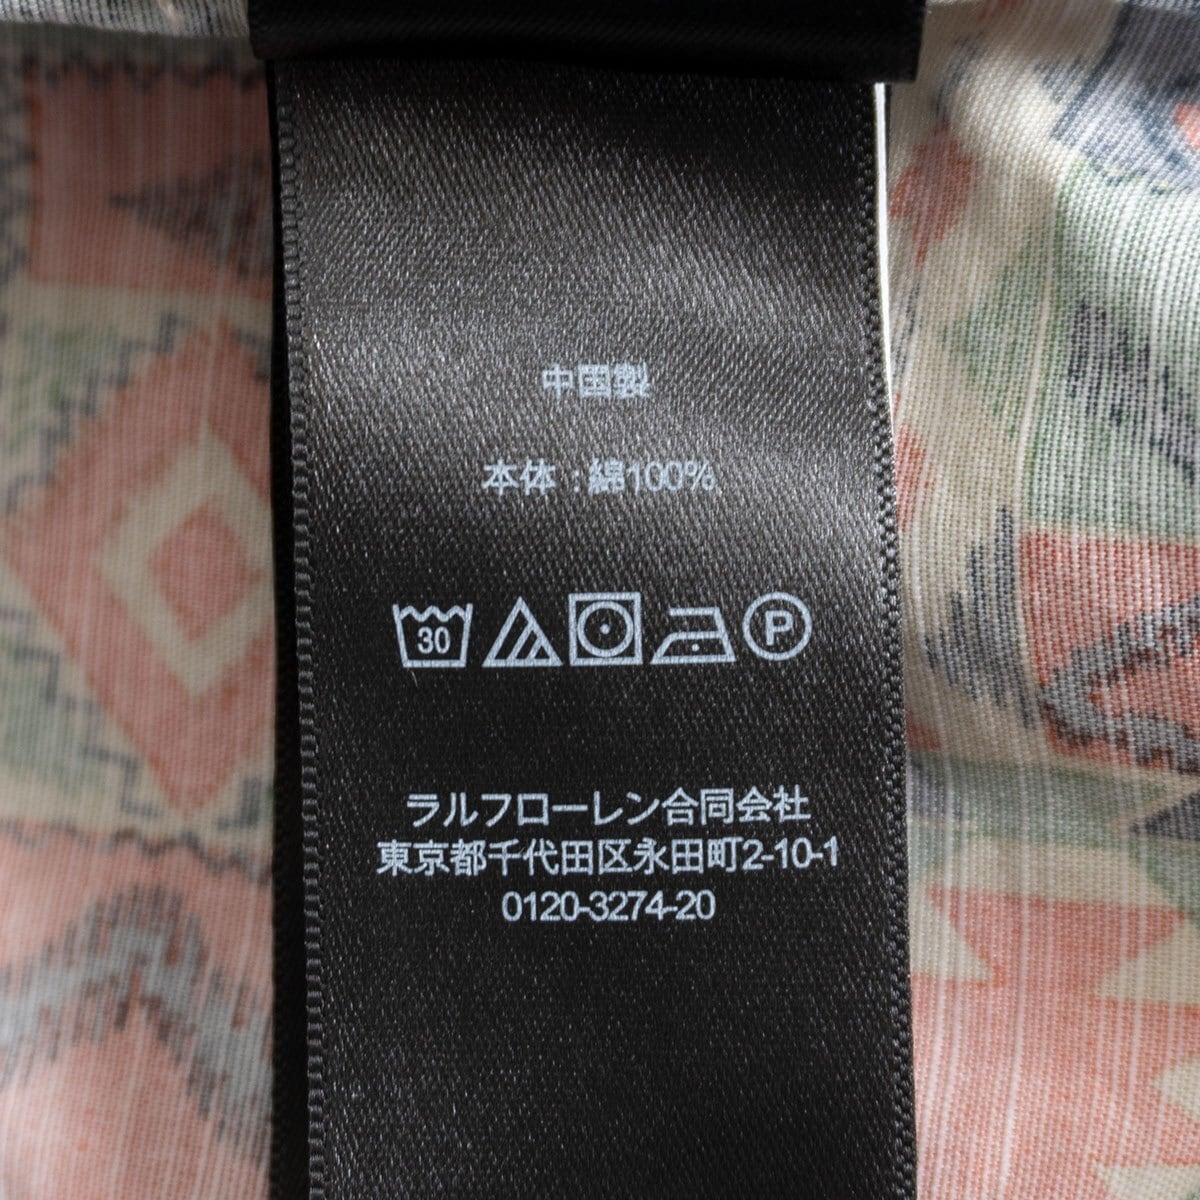 中国製
本体：綿100%
30 P
ラルフローレン合同会社
東京都千代田区永田町2-10-1
0120-3274-20